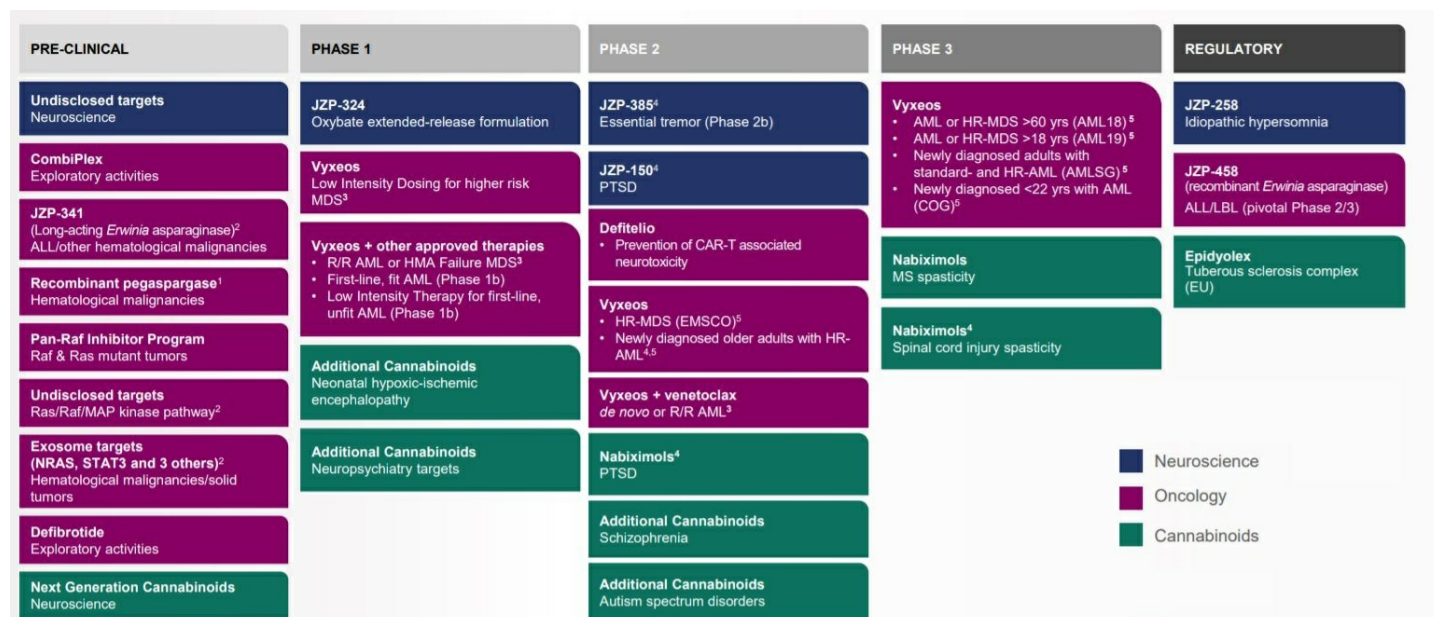 PRE-CLINICAL
Undisclosed targets
Neuroscience
CombiPlex
Exploratory activities
JZP-341
(Long-acting Erwinia asparaginase)²
ALL/other hematological malignancies
Recombinant pegaspargase¹
Hematological malignancies
Pan-Raf Inhibitor Program
Raf & Ras mutant tumors
Undisclosed targets
Ras/Raf/MAP kinase pathway²
Exosome targets
(NRAS, STAT3 and 3 others)²
Hematological malignancies/solid
tumors
Defibrotide
Exploratory activities
Next Generation Cannabinoids
Neuroscience
PHASE 1
JZP-324
Oxybate extended-release formulation
Vyxeos
Low Intensity Dosing for higher risk
MDS³
Vyxeos + other approved therapies
• R/R AML or HMA Failure MDS³
• First-line, fit AML (Phase 1b)
• Low Intensity Therapy for first-line,
unfit AML (Phase 1b)
Additional Cannabinoids
Neonatal hypoxic-ischemic
encephalopathy
Additional Cannabinoids
Neuropsychiatry targets
PHASE 2
JZP-385⁴
Essential tremor (Phase 2b)
JZP-150⁴
PTSD
Defitelio
• Prevention of CAR-T associated
neurotoxicity
Vyxeos
• HR-MDS (EMSCO)⁵
• Newly diagnosed older adults with HR-
AML⁴,⁵
Vyxeos + venetoclax
de novo or R/R AML³
Nabiximols⁴
PTSD
Additional Cannabinoids
Schizophrenia
Additional Cannabinoids
Autism spectrum disorders
PHASE 3
Vyxeos
• AML or HR-MDS >60 yrs (AML18) ⁵
• AML or HR-MDS >18 yrs (AML19) ⁵
• Newly diagnosed adults with
standard- and HR-AML (AMLSG) ⁵
• Newly diagnosed <22 yrs with AML
(COG)⁵
Nabiximols
MS spasticity
Nabiximols⁴
Spinal cord injury spasticity
REGULATORY
JZP-258
Idiopathic hypersomnia
JZP-458
(recombinant Erwinia asparaginase)
ALL/LBL (pivotal Phase 2/3)
Epidyolex
Tuberous sclerosis complex
(EU)
Neuroscience
Oncology
Cannabinoids